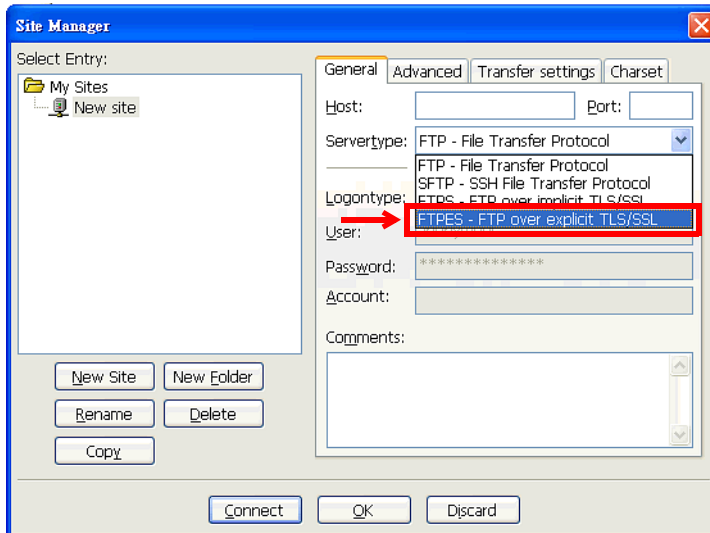 Site Manager
Select Entry:
My Sites
New site
New Site
New Folder
Rename
Delete
Copy
General
Advanced
Transfer settings
Charset
Host:
Port:
Servertype:
FTP - File Transfer Protocol
FTP - File Transfer Protocol
SFTP - SSH File Transfer Protocol
FTPS - FTP over implicit TLS/SSL
FTPES - FTP over explicit TLS/SSL
Logontype:
User:
Password:
**************
Account:
Comments:
Connect
OK
Discard